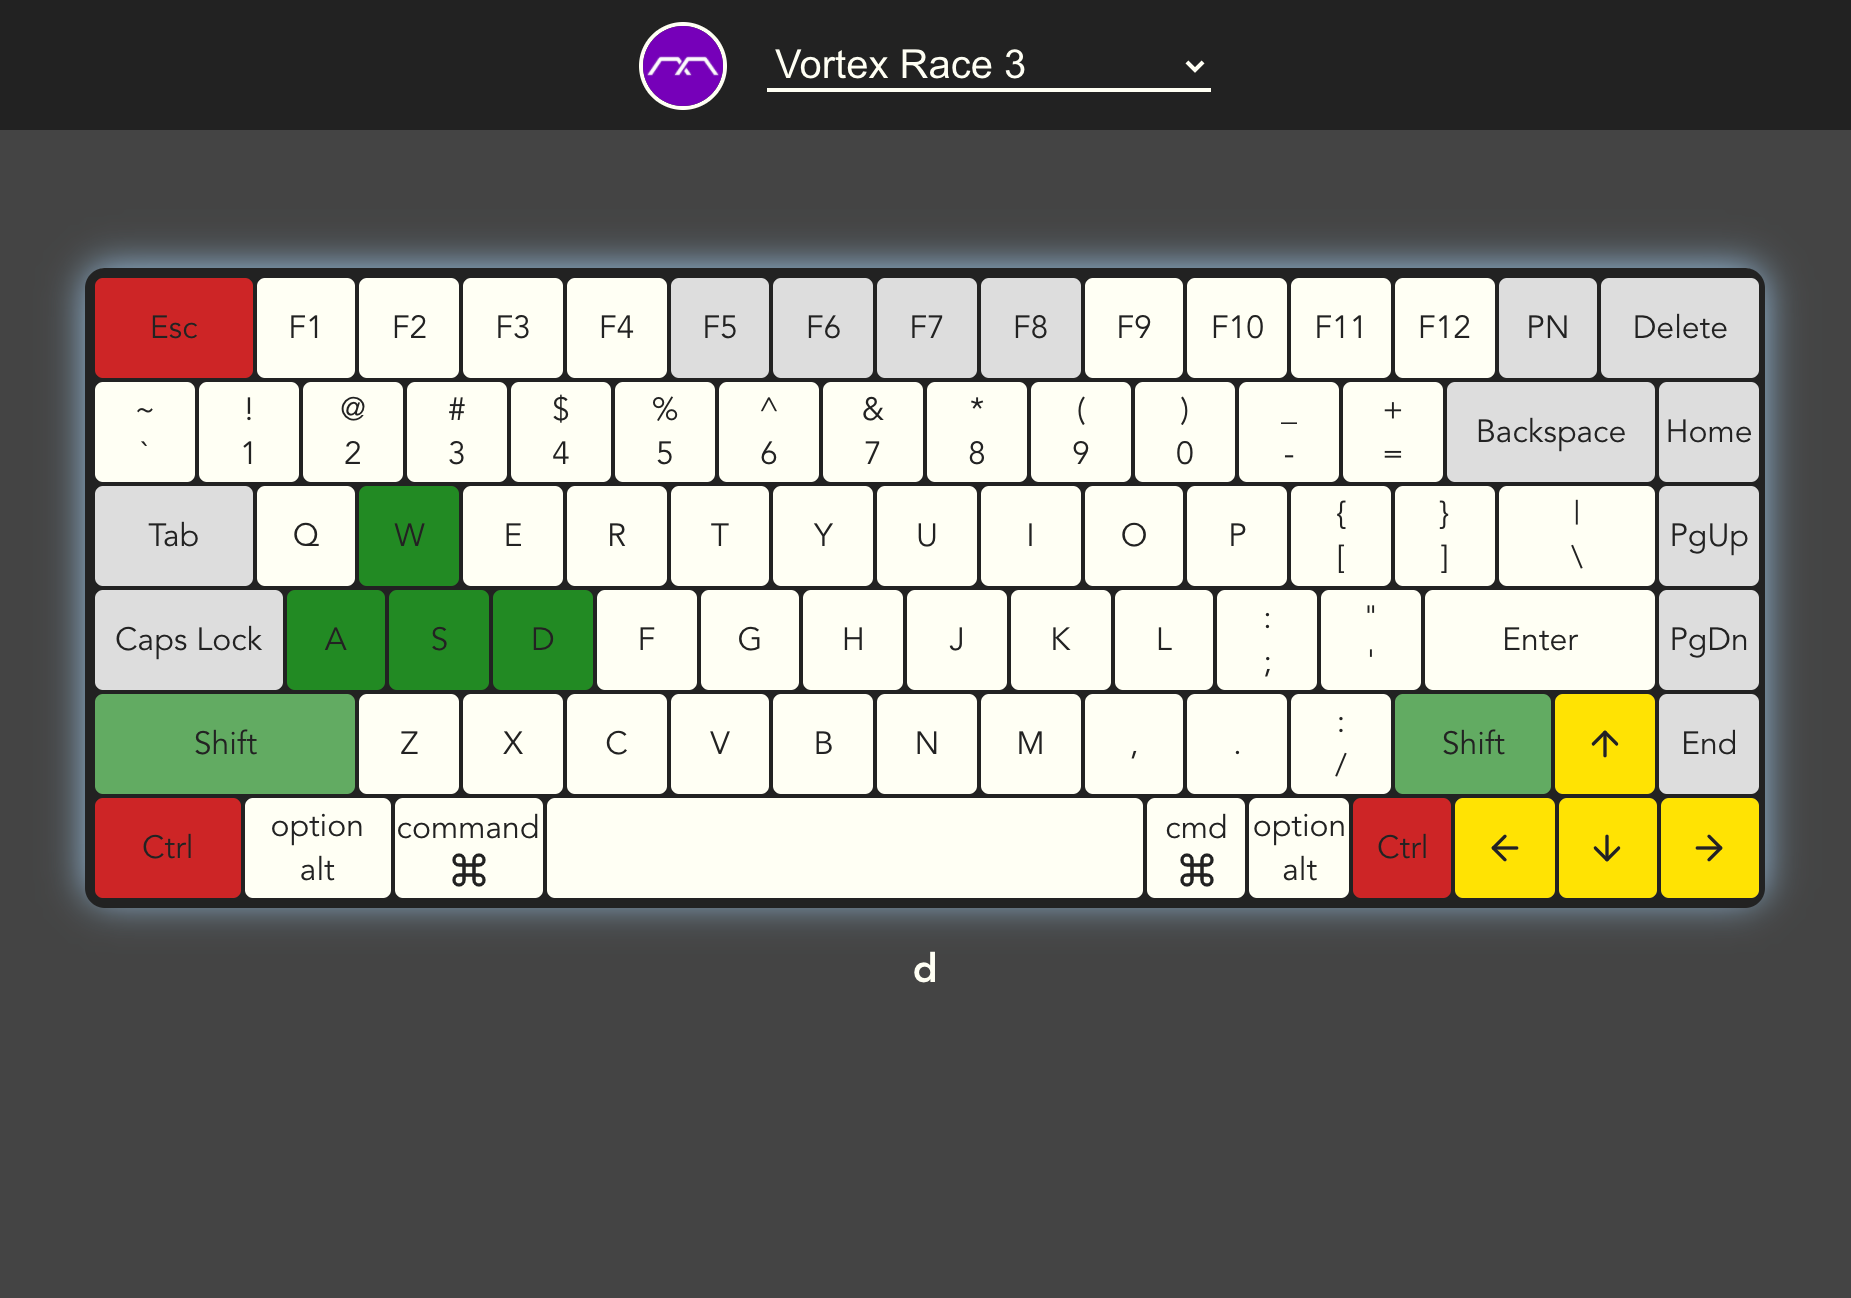 Vortex Race 3
Esc F1 F2 F3 F4 F5 F6 F7 F8 F9 F10 F11 F12 PN Delete
~ ! @ # $ % ^ & * ( ) _ +
` 1 2 3 4 5 6 7 8 9 0 - = Backspace Home
Tab Q W E R T Y U I O P { } | PgUp
[ ] \
Caps Lock A S D F G H J K L : " Enter PgDn
; '
Shift Z X C V B N M , . : Shift ↑ End
/
Ctrl option command cmd option Ctrl ← ↓ →
alt ⌘ ⌘ alt
d